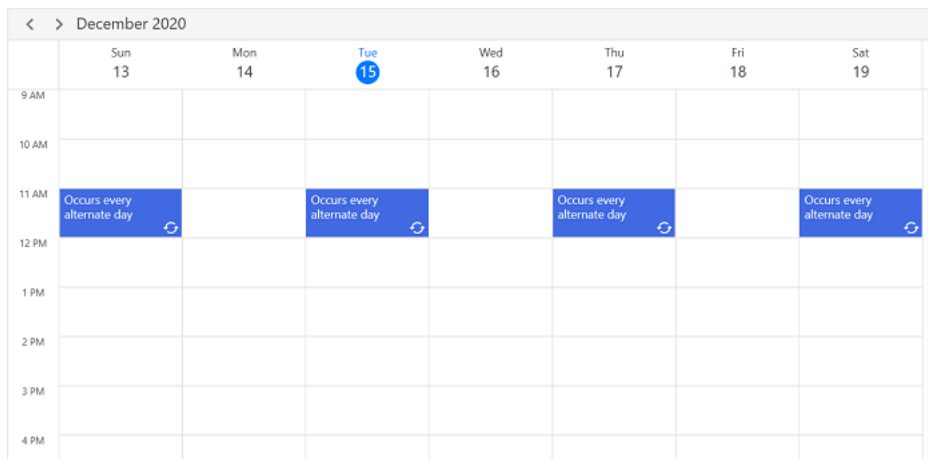 December 2020
Sun Mon Tue Wed Thu Fri Sat
13 14 15 16 17 18 19
9 AM
10 AM
11 AM
Occurs every
alternate day
Occurs every
alternate day
Occurs every
alternate day
Occurs every
alternate day
12 PM
1 PM
2 PM
3 PM
4 PM